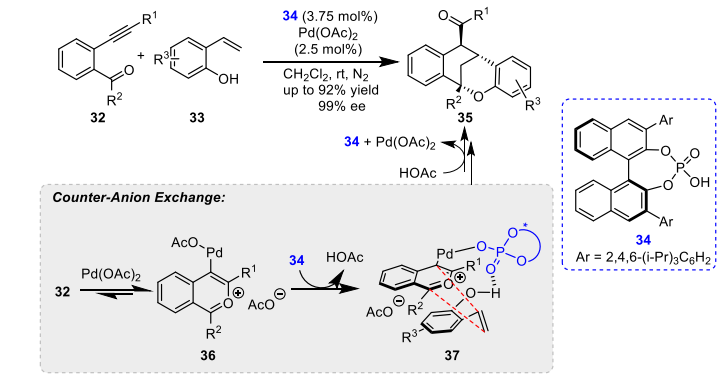 R1
34 (3.75 mol%)
Pd(OAc)2
(2.5 mol%)
CH2Cl2, rt, N2
up to 92% yield
99% ee
+
R3
OH
O
R2
32
33
O
R1
R2
O
R3
35
34 + Pd(OAc)2
HOAc
Ar
O
O
P
O
OH
Ar
34
Ar = 2,4,6-(i-Pr)3C6H2
Counter-Anion Exchange:
32
Pd(OAc)2
AcO
Pd
R1
O
⊕
AcO ⊖
R2
36
34
HOAc
Pd
O
P
O
O
O
*
R1
O
⊕
O
H
AcO ⊖
R2
R3
37